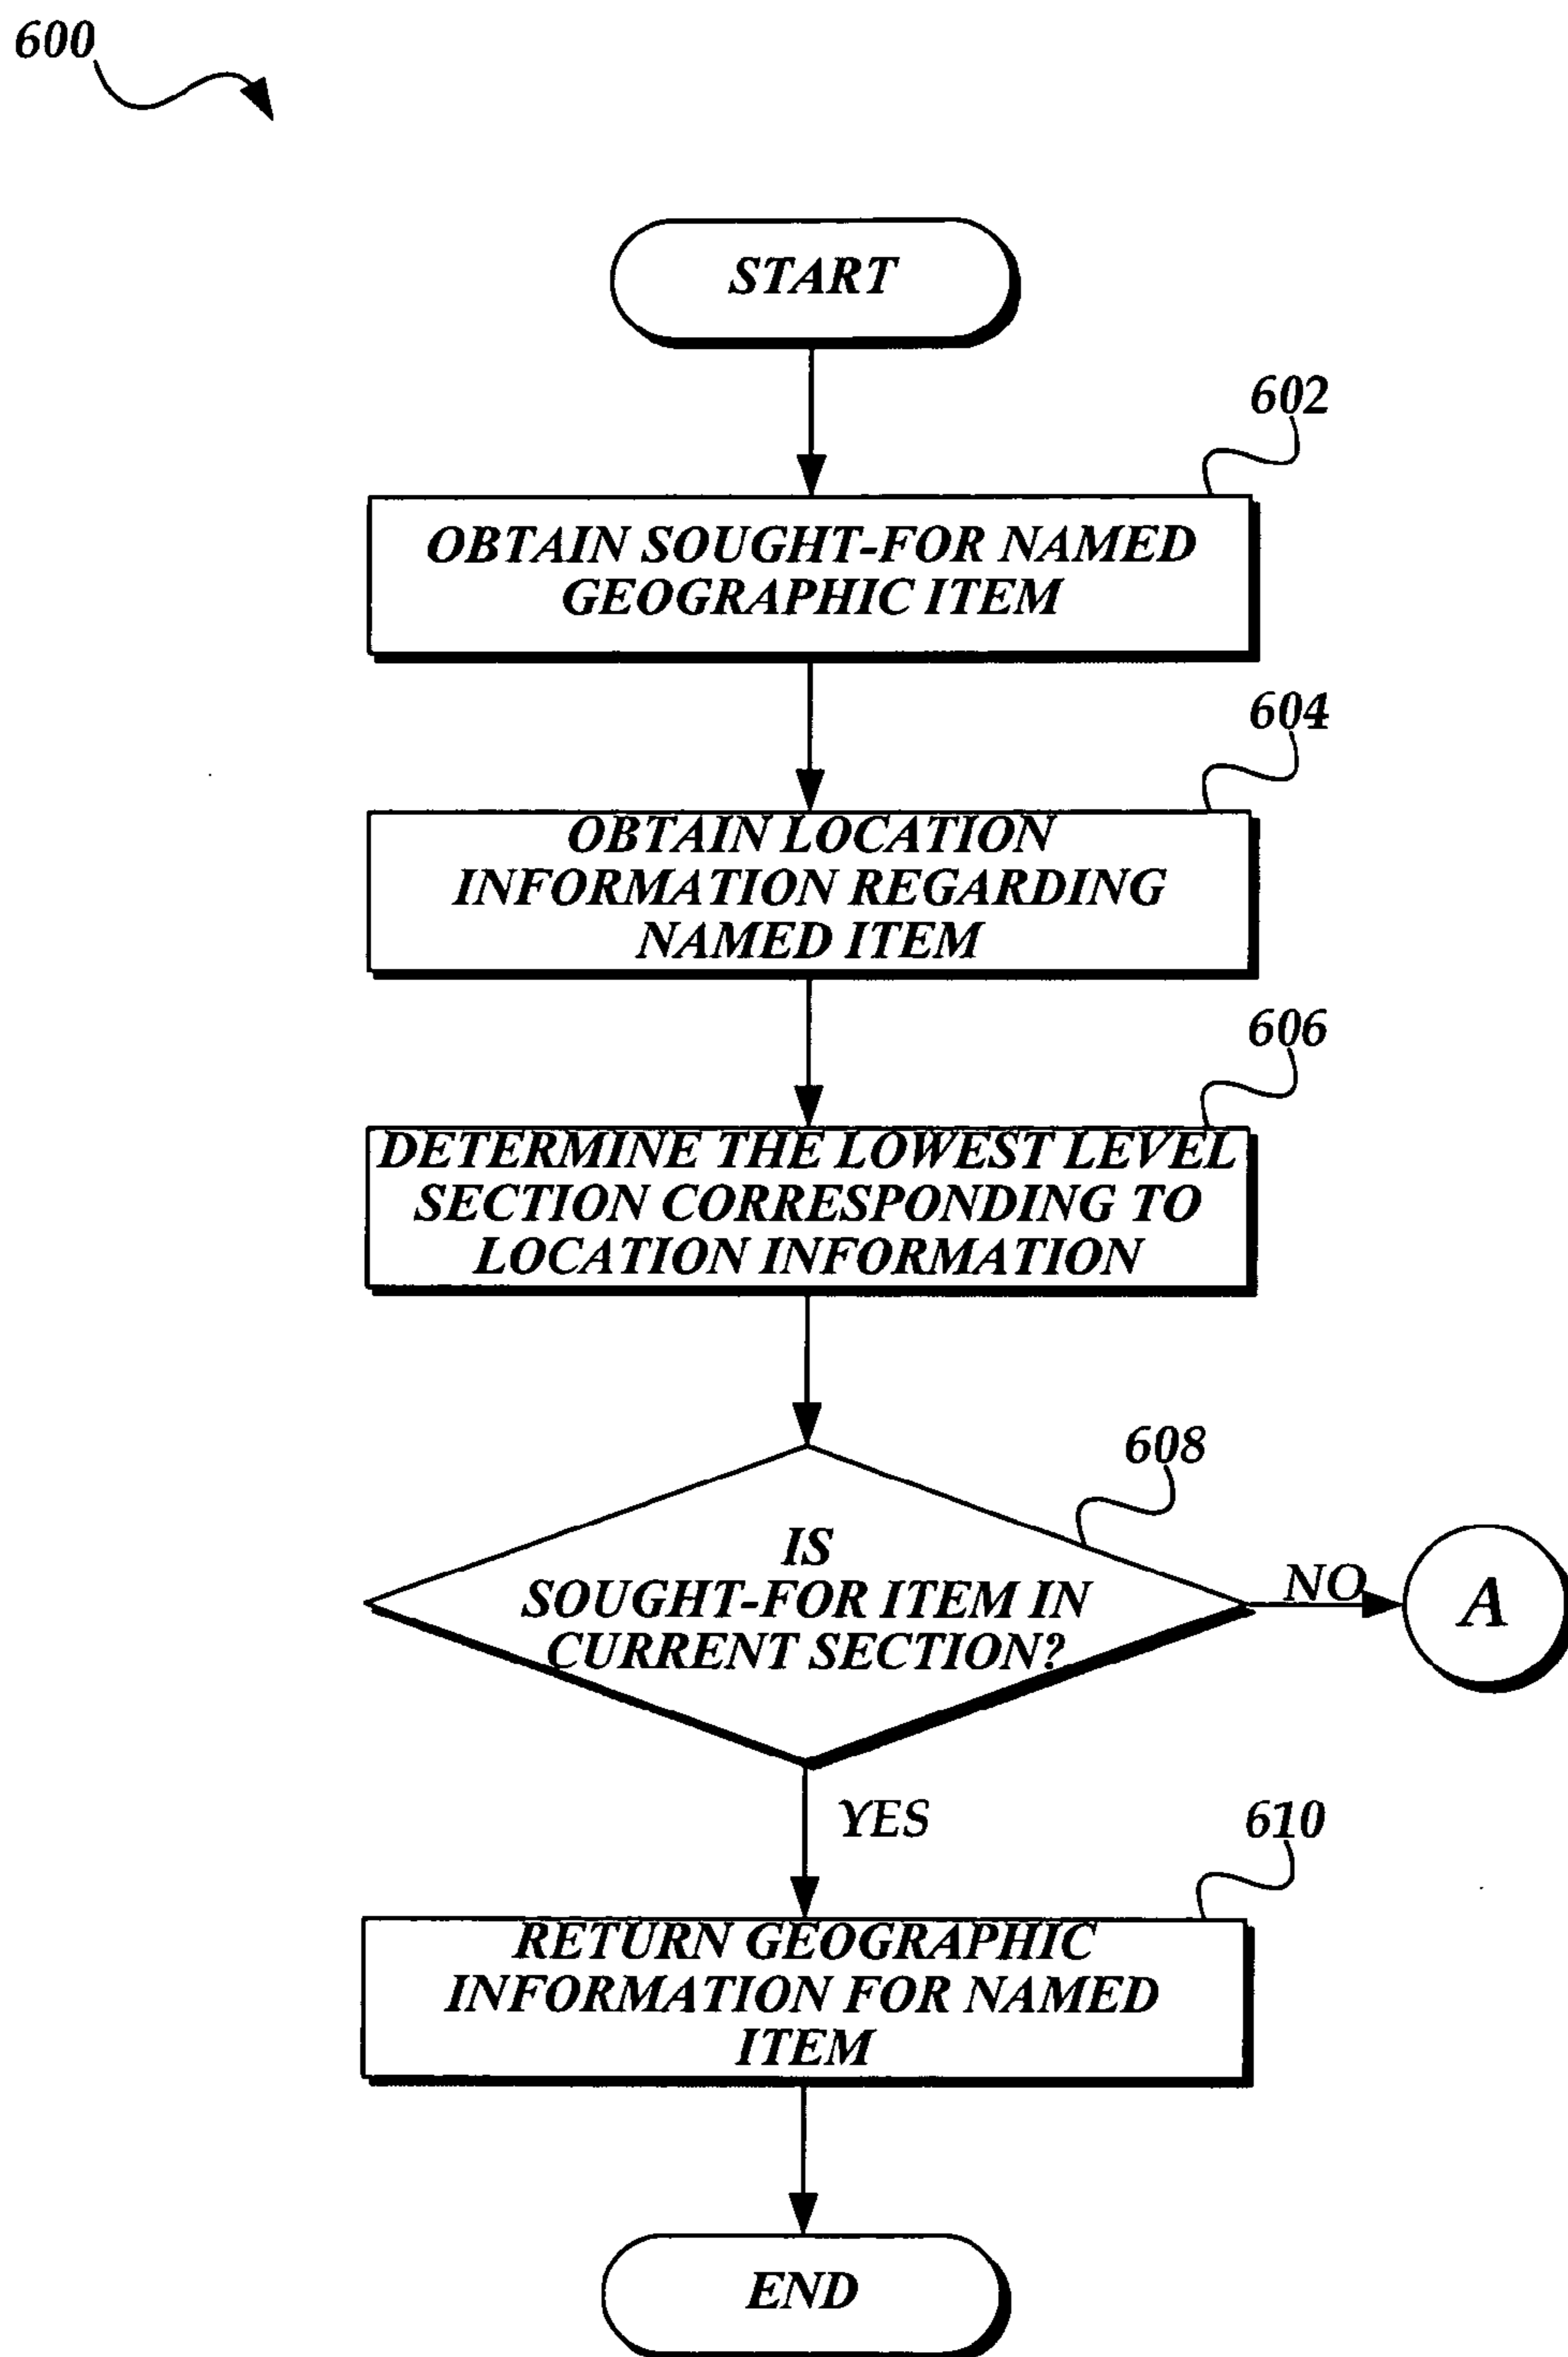 600
START
602
OBTAIN SOUGHT-FOR NAMED
GEOGRAPHIC ITEM
604
OBTAIN LOCATION
INFORMATION REGARDING
NAMED ITEM
606
DETERMINE THE LOWEST LEVEL
SECTION CORRESPONDING TO
LOCATION INFORMATION
608
IS
SOUGHT-FOR ITEM IN
CURRENT SECTION?
NO
A
YES
610
RETURN GEOGRAPHIC
INFORMATION FOR NAMED
ITEM
END